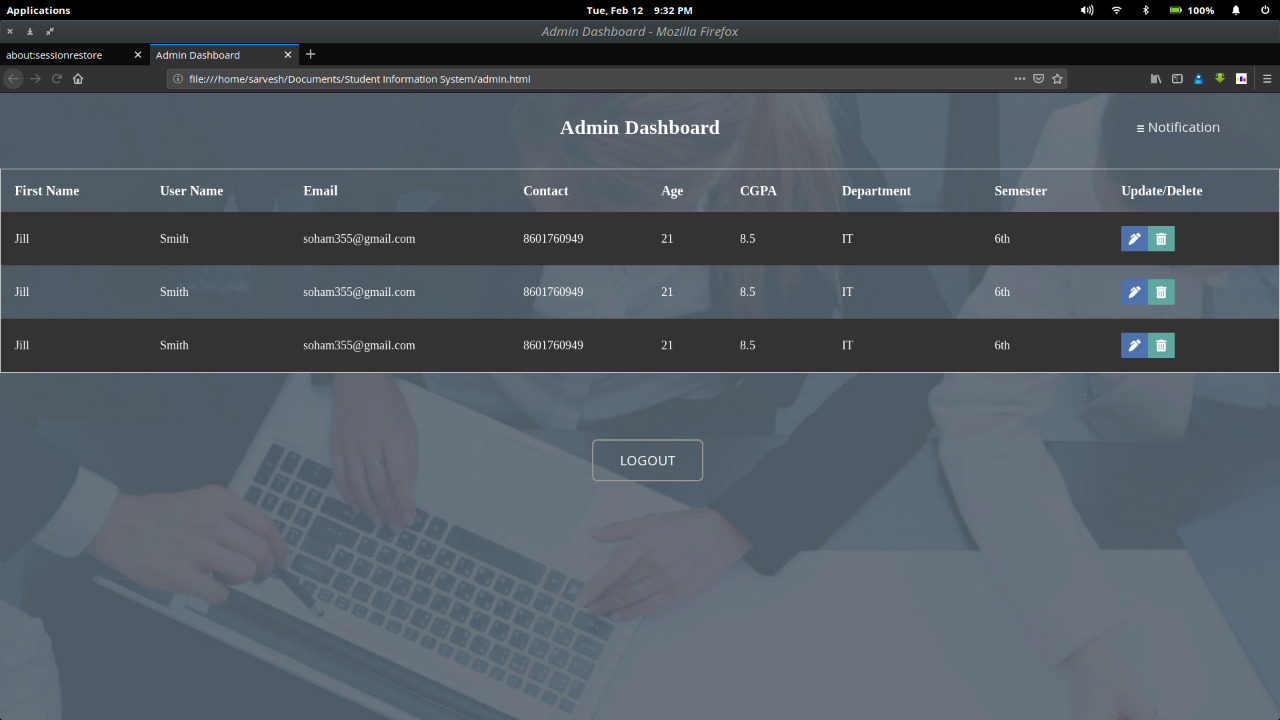 Applications Tue, Feb 12 9:32 PM 100%
Admin Dashboard - Mozilla Firefox
about:sessionrestore Admin Dashboard
file:///home/sarvesh/Documents/Student Information System/admin.html
Admin Dashboard Notification
First Name User Name Email Contact Age CGPA Department Semester Update/Delete
Jill Smith soham355@gmail.com 8601760949 21 8.5 IT 6th
Jill Smith soham355@gmail.com 8601760949 21 8.5 IT 6th
Jill Smith soham355@gmail.com 8601760949 21 8.5 IT 6th
LOGOUT